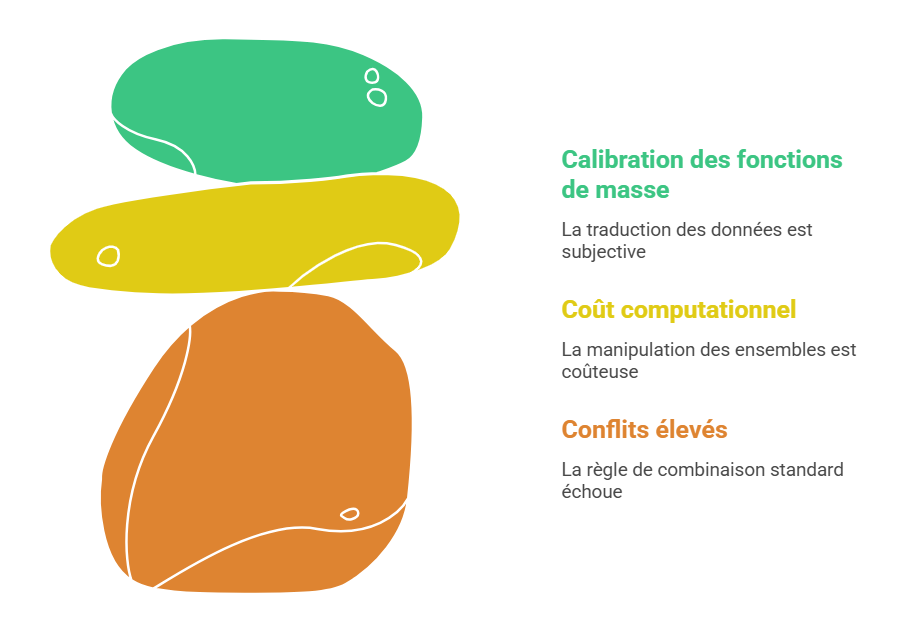 Calibration des fonctions
de masse
La traduction des données est
subjective
Coût computationnel
La manipulation des ensembles est
coûteuse
Conflits élevés
La règle de combinaison standard
échoue